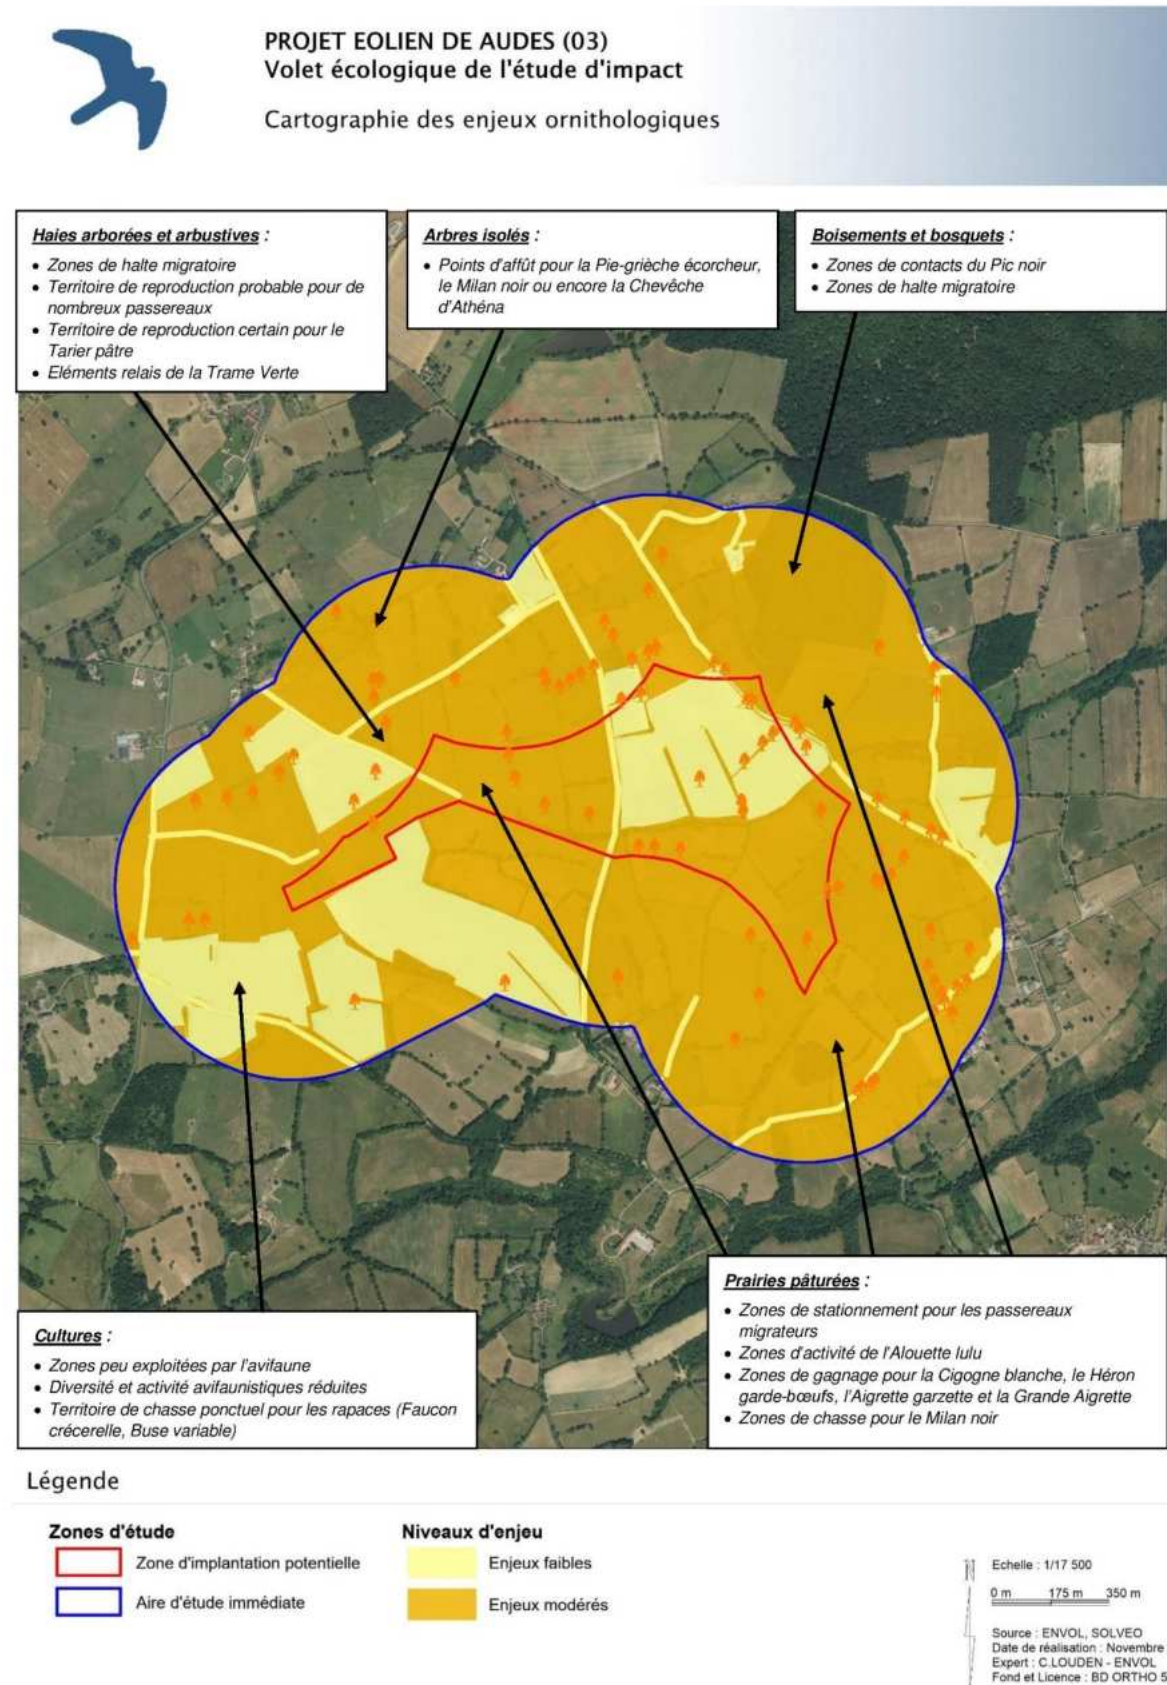 PROJET EOLIEN DE AUDES (03)
Volet écologique de l'étude d'impact
Cartographie des enjeux ornithologiques
Haies arborées et arbustives :
• Zones de halte migratoire
• Territoire de reproduction probable pour de
nombreux passereaux
• Territoire de reproduction certain pour le
Tarier pâtre
• Eléments relais de la Trame Verte
Arbres isolés :
• Points d'affût pour la Pie-grièche écorcheur,
le Milan noir ou encore la Chevêche
d'Athéna
Boisements et bosquets :
• Zones de contacts du Pic noir
• Zones de halte migratoire
Prairies pâturées :
• Zones de stationnement pour les passereaux
migrateurs
• Zones d'activité de l'Alouette lulu
• Zones de gagnage pour la Cigogne blanche, le Héron
garde-bœufs, l'Aigrette garzette et la Grande Aigrette
• Zones de chasse pour le Milan noir
Cultures :
• Zones peu exploitées par l'avifaune
• Diversité et activité avifaunistiques réduites
• Territoire de chasse ponctuel pour les rapaces (Faucon
crécerelle, Buse variable)
Légende
Zones d'étude
Zone d'implantation potentielle
Aire d'étude immédiate
Niveaux d'enjeu
Enjeux faibles
Enjeux modérés
N
Echelle : 1/17 500
0 m 175 m 350 m
Source : ENVOL, SOLVEO
Date de réalisation : Novembre
Expert : C.LOUDEN - ENVOL
Fond et Licence : BD ORTHO 5